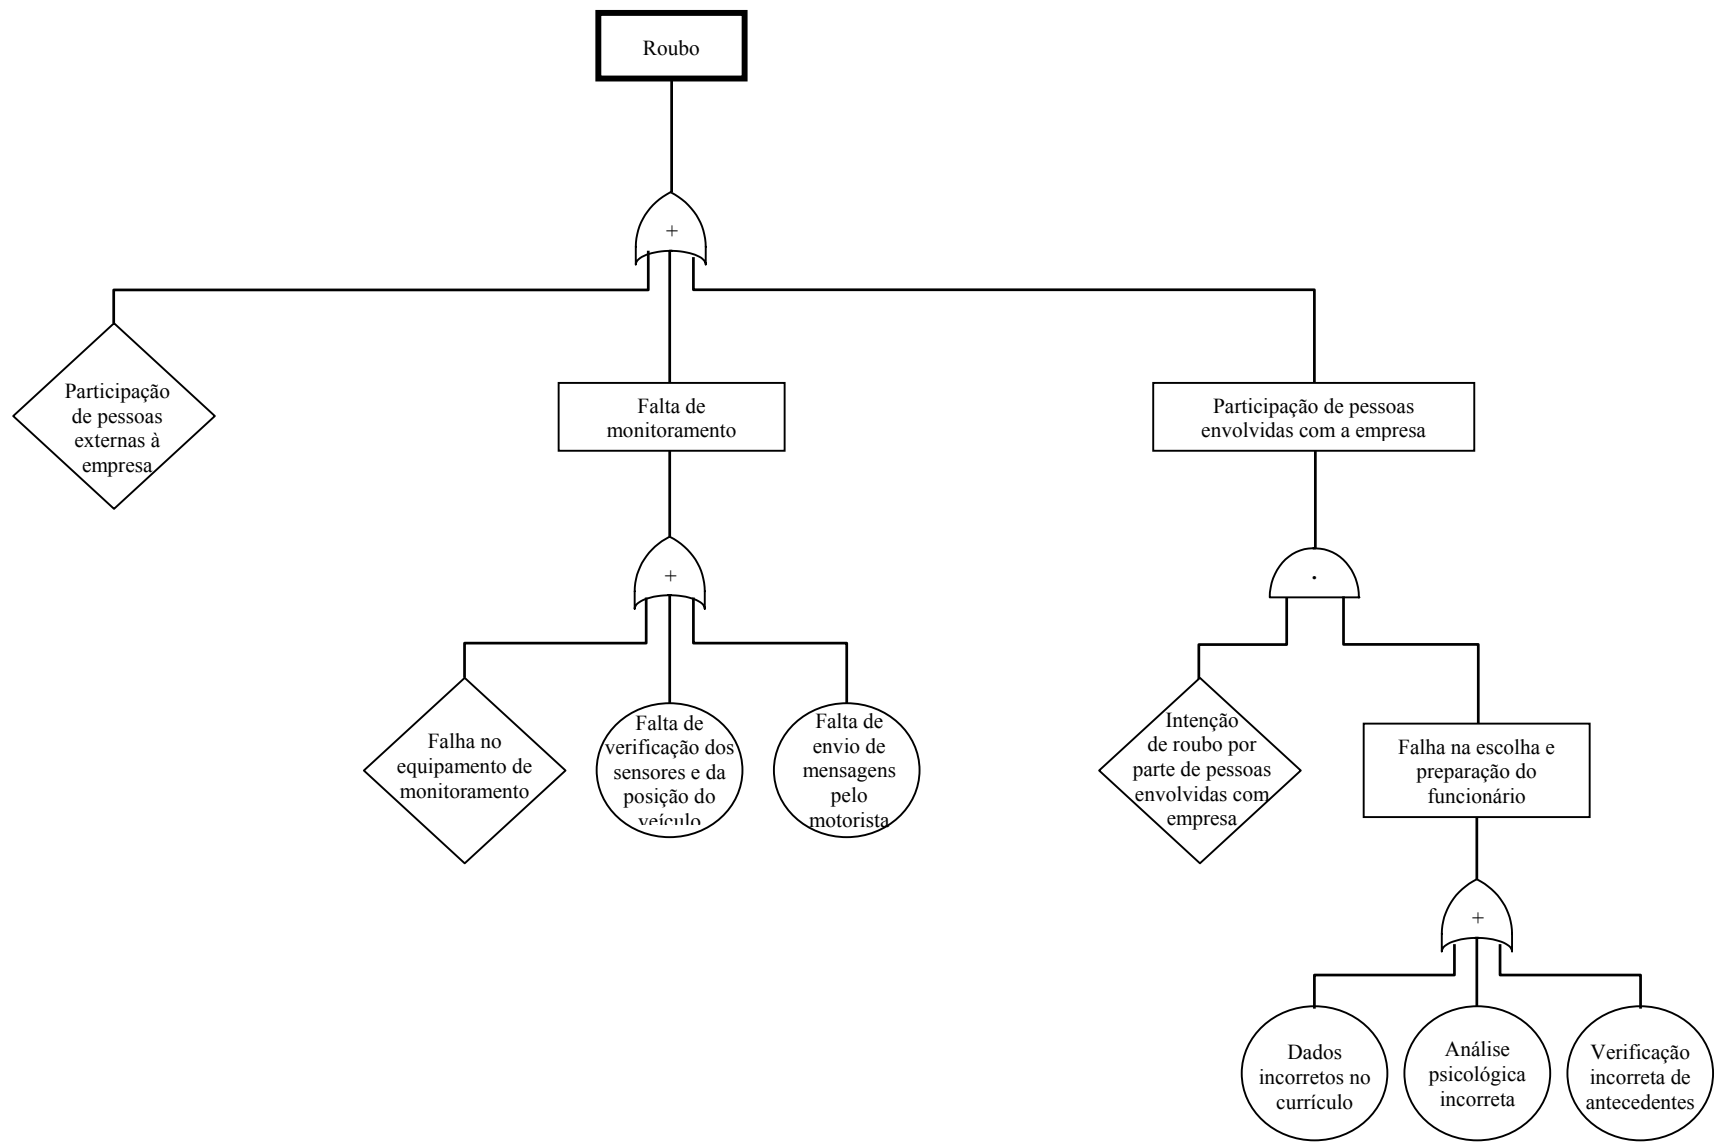 Roubo
+
Participação
de pessoas
externas à
empresa
Falta de
monitoramento
Participação de pessoas
envolvidas com a empresa
+
.
Falha no
equipamento de
monitoramento
Falta de
verificação dos
sensores e da
posição do
veículo
Falta de
envio de
mensagens
pelo
motorista
Intenção
de roubo por
parte de pessoas
envolvidas com
empresa
Falha na escolha e
preparação do
funcionário
+
Dados
incorretos no
currículo
Análise
psicológica
incorreta
Verificação
incorreta de
antecedentes